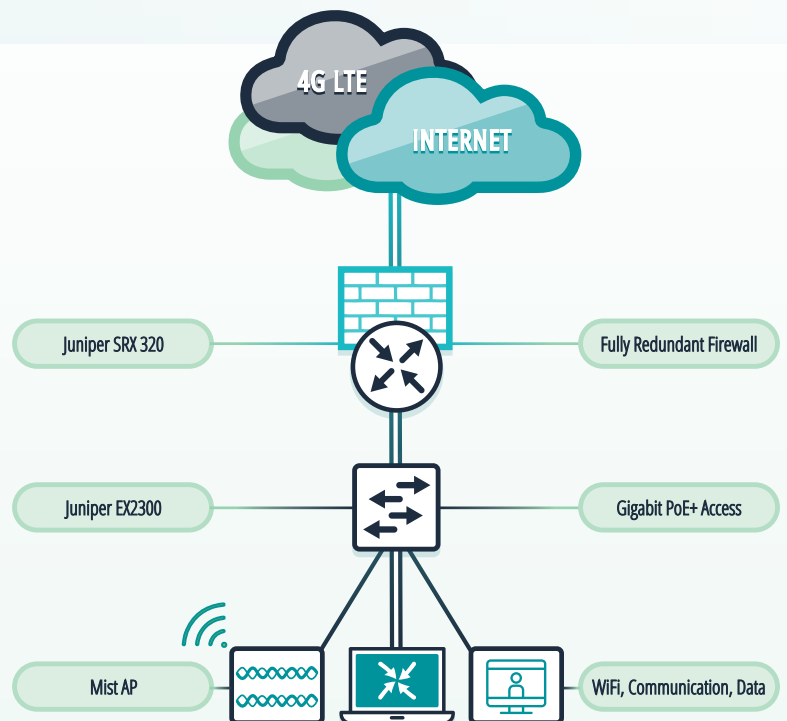 4G LTE
INTERNET
Juniper SRX 320
Fully Redundant Firewall
Juniper EX2300
Gigabit PoE+ Access
Mist AP
WiFi, Communication, Data